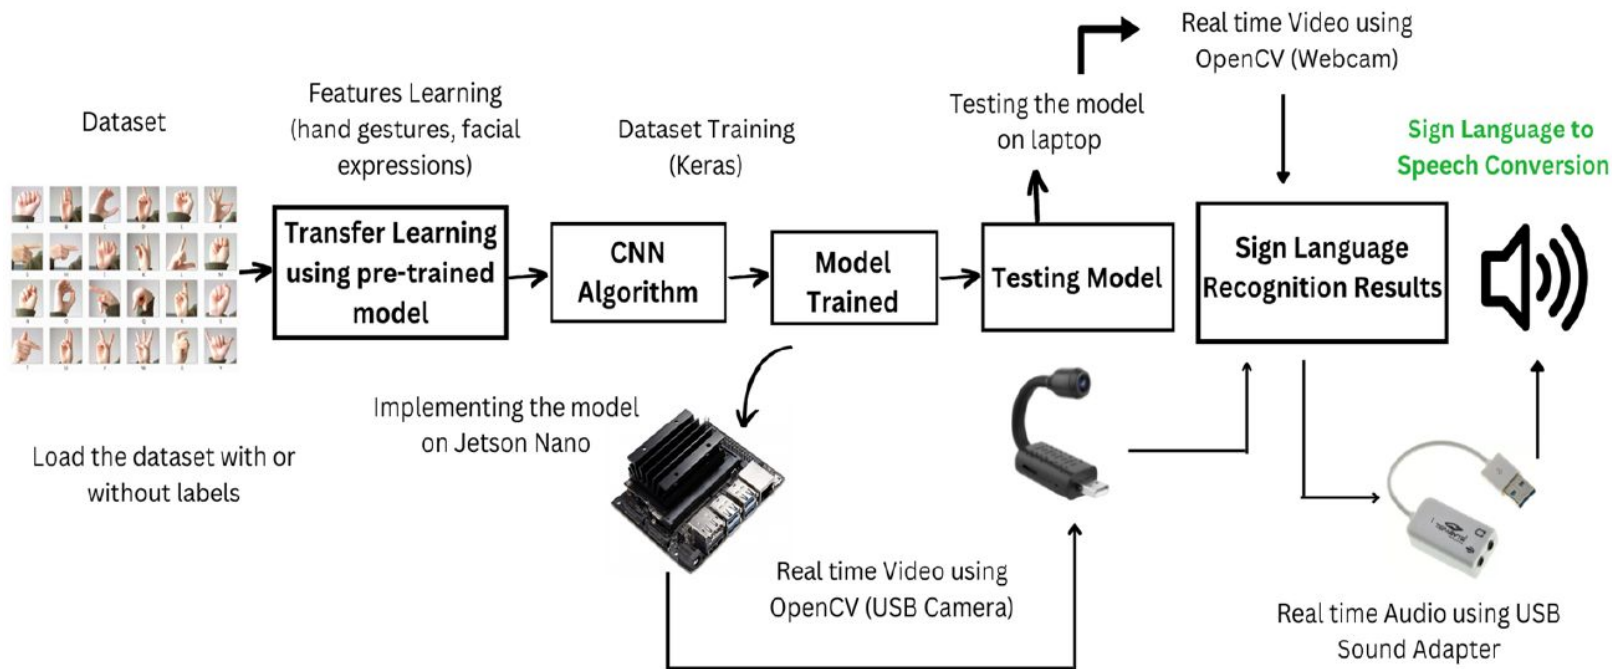 Dataset
Features Learning
(hand gestures, facial
expressions)
Dataset Training
(Keras)
Testing the model
on laptop
Real time Video using
OpenCV (Webcam)
Sign Language to
Speech Conversion
Transfer Learning
using pre-trained
model
CNN
Algorithm
Model
Trained
Testing Model
Sign Language
Recognition Results
Load the dataset with or
without labels
Implementing the model
on Jetson Nano
Real time Video using
OpenCV (USB Camera)
Real time Audio using USB
Sound Adapter